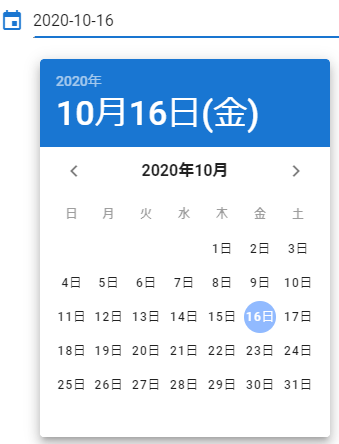 2020-10-16
2020年
10月16日(金)
2020年10月
日 月 火 水 木 金 土
1日 2日 3日
4日 5日 6日 7日 8日 9日 10日
11日 12日 13日 14日 15日 16日 17日
18日 19日 20日 21日 22日 23日 24日
25日 26日 27日 28日 29日 30日 31日